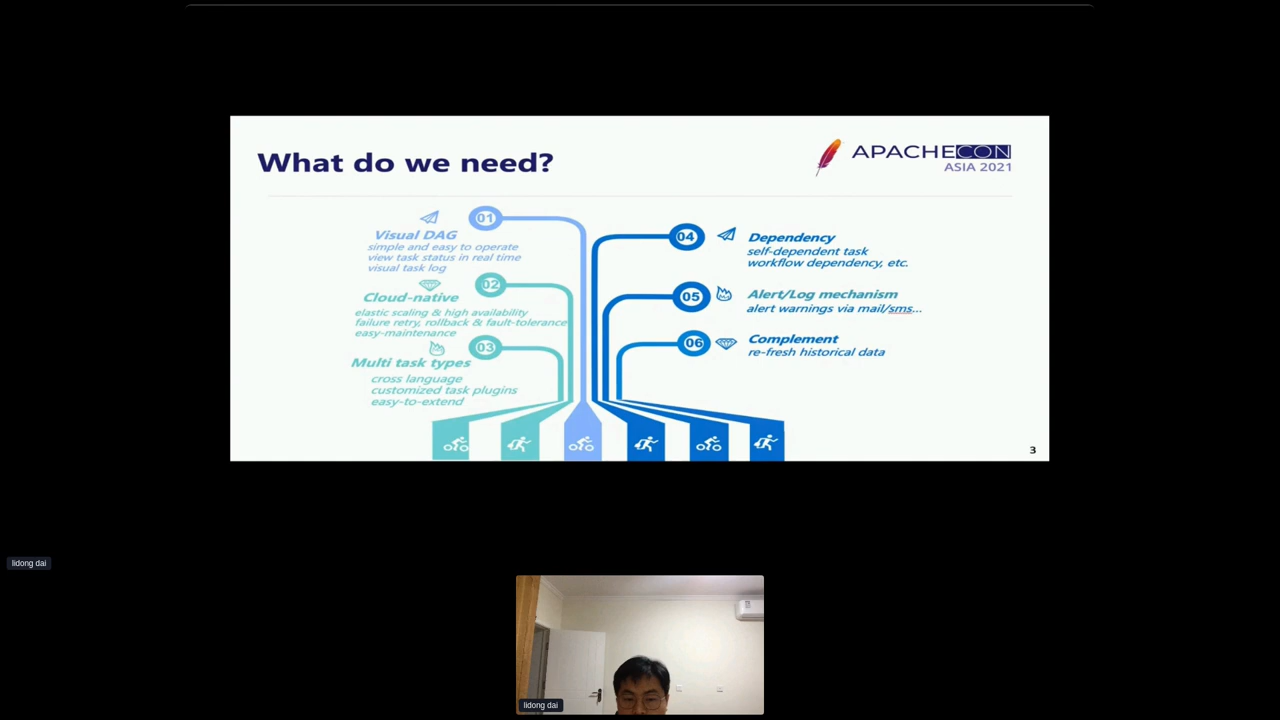 What do we need?
APACHECON
ASIA 2021
01
Visual DAG
simple and easy to operate
view task status in real time
visual task log
02
Cloud-native
elastic scaling & high availability
failure retry, rollback & fault-tolerance
easy-maintenance
03
Multi task types
cross language
customized task plugins
easy-to-extend
04
Dependency
self-dependent task
workflow dependency, etc.
05
Alert/Log mechanism
alert warnings via mail/sms...
06
Complement
re-fresh historical data
3
lidong dai
lidong dai